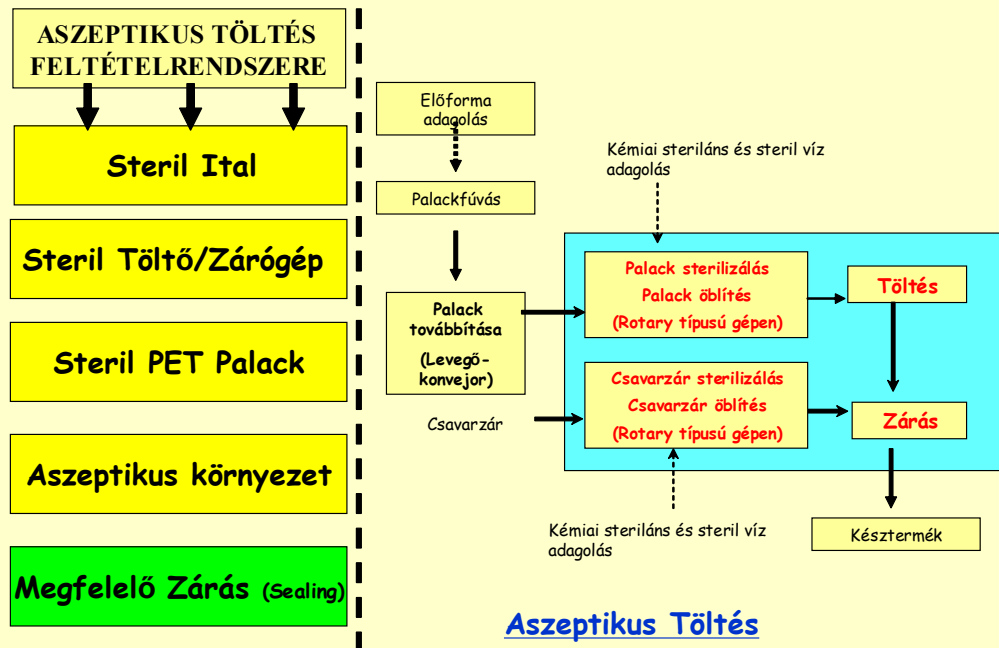 ASZEPTIKUS TÖLTÉS
FELTÉTELRENDSZERE
Steril Ital
Steril Töltő/Zárógép
Steril PET Palack
Aszeptikus környezet
Megfelelő Zárás (Sealing)
Előforma
adagolás
Palackfúvás
Palack
továbbítása
(Levegő-
konvejor)
Csavarzár
Kémiai steriláns és steril víz
adagolás
Palack sterilizálás
Palack öblítés
(Rotary típusú gépen)
Töltés
Csavarzár sterilizálás
Csavarzár öblítés
(Rotary típusú gépen)
Zárás
Kémiai steriláns és steril víz
adagolás
Késztermék
Aszeptikus Töltés